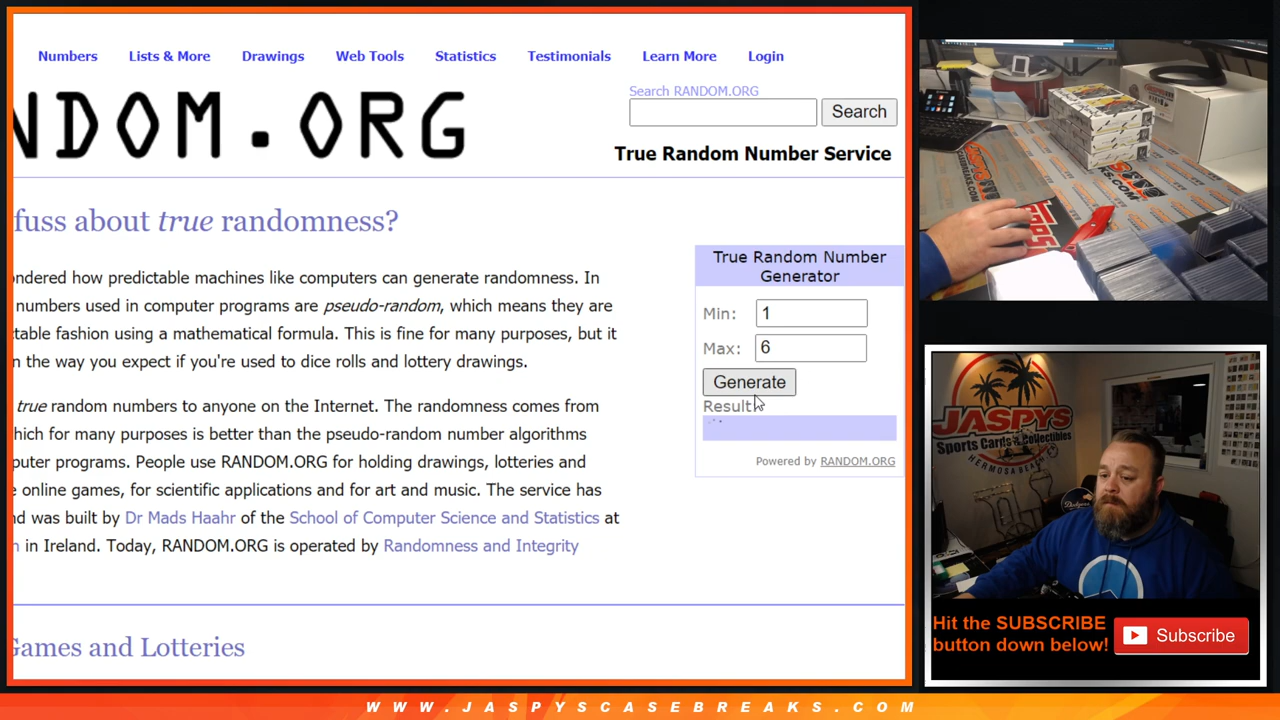 Numbers Lists & More Drawings Web Tools Statistics Testimonials Learn More Login
Search RANDOM.ORG
NDOM.ORG
Search
True Random Number Service
fuss about true randomness?
ondered how predictable machines like computers can generate randomness. In
numbers used in computer programs are pseudo-random, which means they are
ctable fashion using a mathematical formula. This is fine for many purposes, but it
n the way you expect if you're used to dice rolls and lottery drawings.
true random numbers to anyone on the Internet. The randomness comes from
hich for many purposes is better than the pseudo-random number algorithms
puter programs. People use RANDOM.ORG for holding drawings, lotteries and
e online games, for scientific applications and for art and music. The service has
nd was built by Dr Mads Haahr of the School of Computer Science and Statistics at
n in Ireland. Today, RANDOM.ORG is operated by Randomness and Integrity
Games and Lotteries
True Random Number
Generator
Min: 1
Max: 6
Generate
Result:
Powered by RANDOM.ORG
JASPYS
Sports Cards & Collectibles
HERMOSA BEACH
Dodgers
Hit the SUBSCRIBE
button down below!
Subscribe
WWW.JASPYSCASEBREAKS.COM